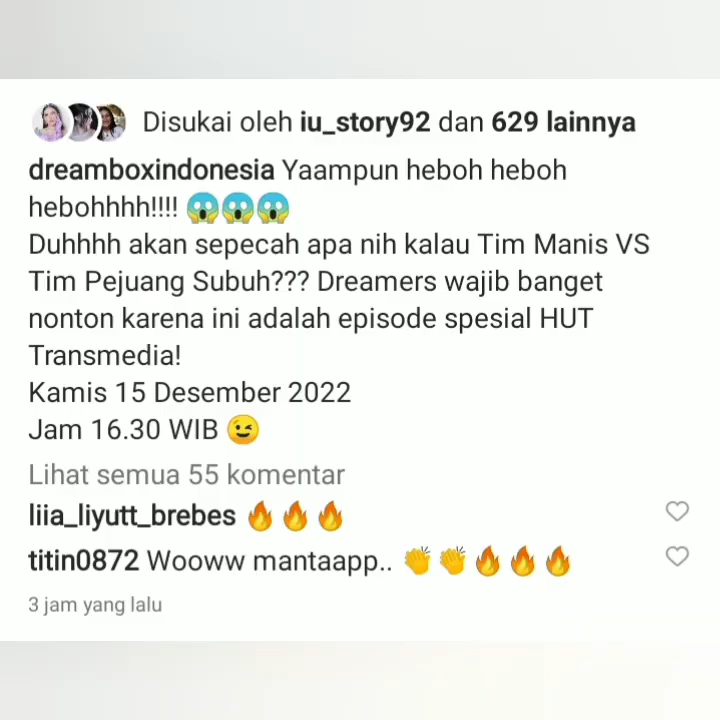 Disukai oleh iu_story92 dan 629 lainnya
dreamboxindonesia Yaampun heboh heboh
hebohhhh!!!! 😱😱😱
Duhhhh akan sepecah apa nih kalau Tim Manis VS
Tim Pejuang Subuh??? Dreamers wajib banget
nonton karena ini adalah episode spesial HUT
Transmedia!
Kamis 15 Desember 2022
Jam 16.30 WIB 😉
Lihat semua 55 komentar
liia_liyutt_brebes 🔥🔥🔥
titin0872 Wooww mantaapp.. 👏👏🔥🔥🔥
3 jam yang lalu